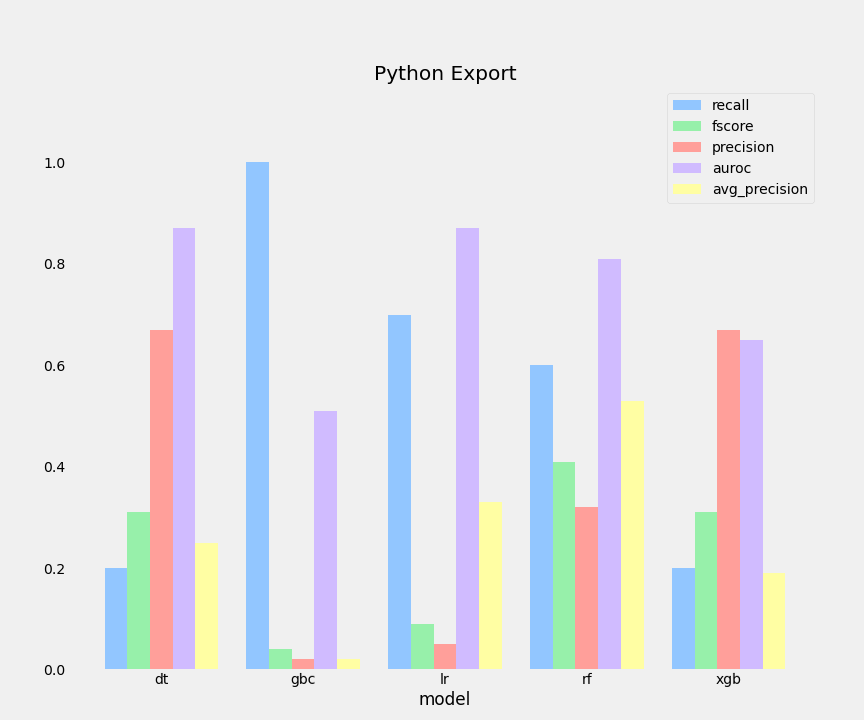 Python Export
recall
fscore
precision
auroc
avg_precision
1.0
0.8
0.6
0.4
0.2
0.0
dt gbc lr rf xgb
model